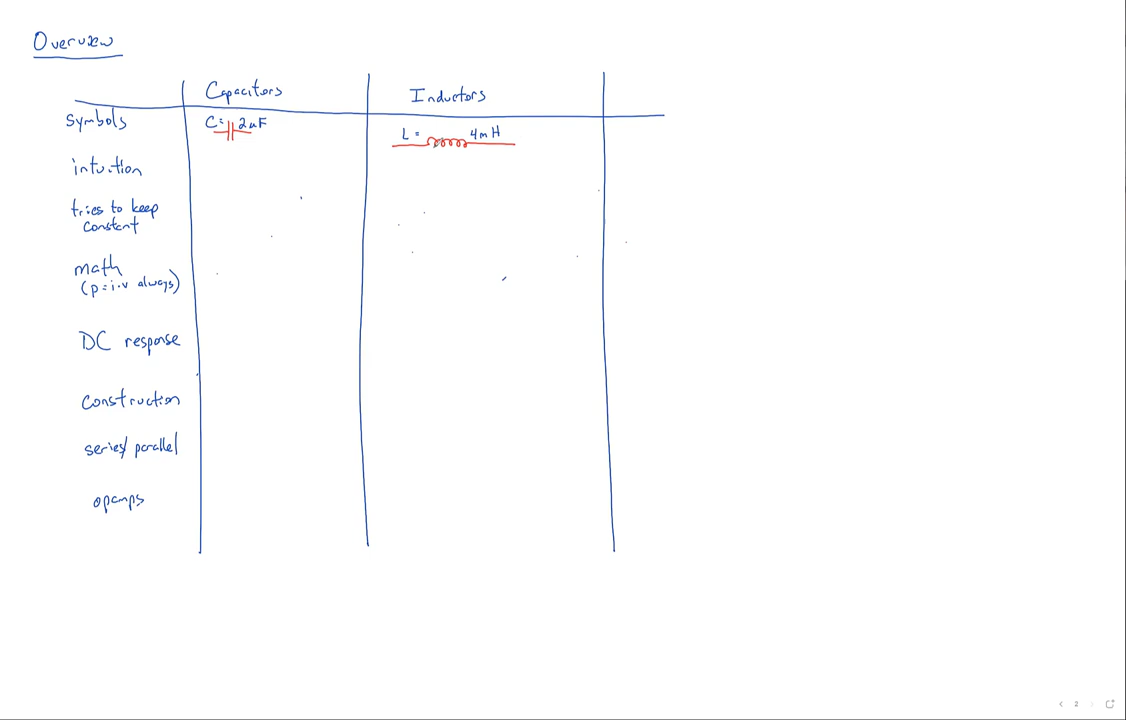 Overview
Capacitors
Inductors
symbols
C= 2uF
L= 4mH
intuition
tries to keep
constant
math
(p=i·v always)
DC response
construction
series/parallel
opamps
2